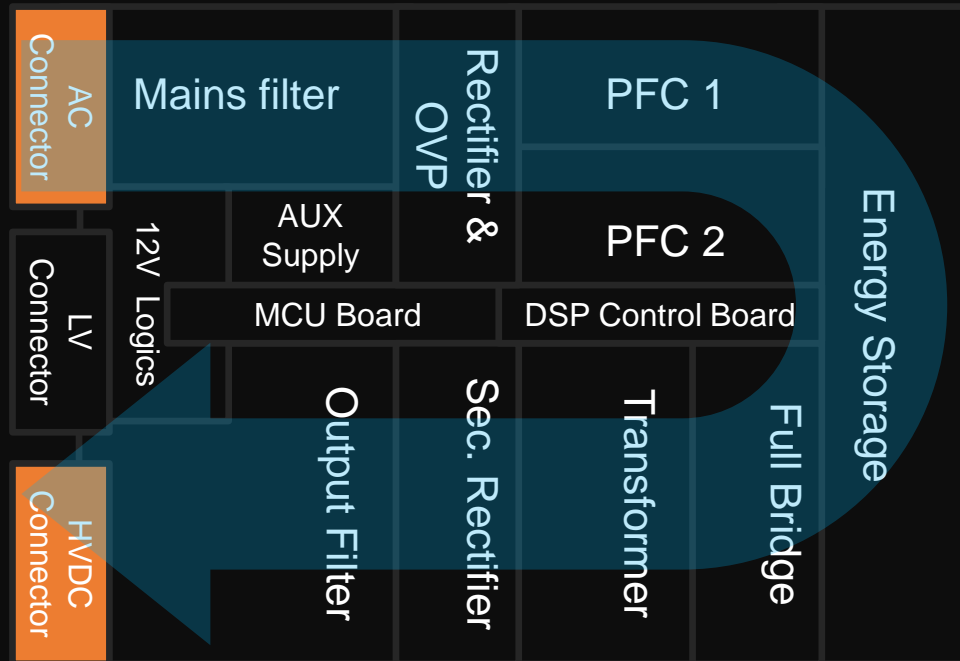 AC
Connector
Mains filter
Rectifier &
OVP
PFC 1
PFC 2
Energy Storage
LV
Connector
12V Logics
AUX
Supply
MCU Board
DSP Control Board
HVDC
Connector
Output Filter
Sec. Rectifier
Transformer
Full Bridge